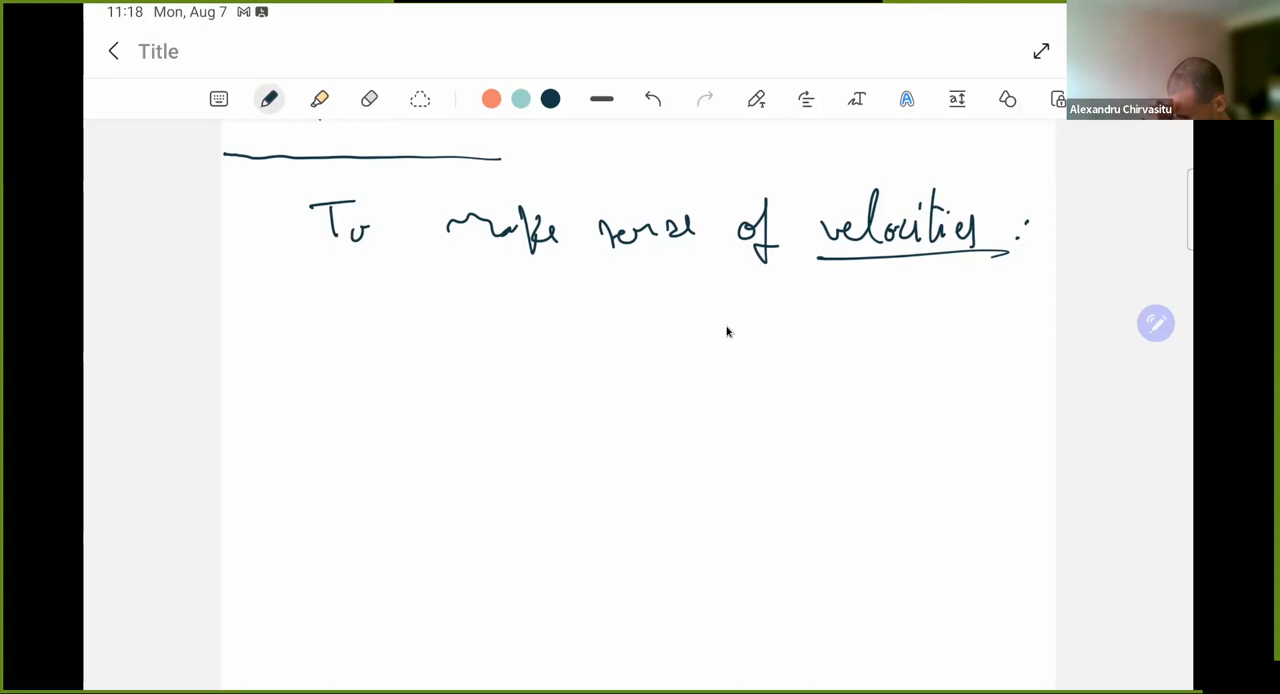 11:18 Mon, Aug 7
Title
Alexandru Chirvasitu
To make sense of velocities :